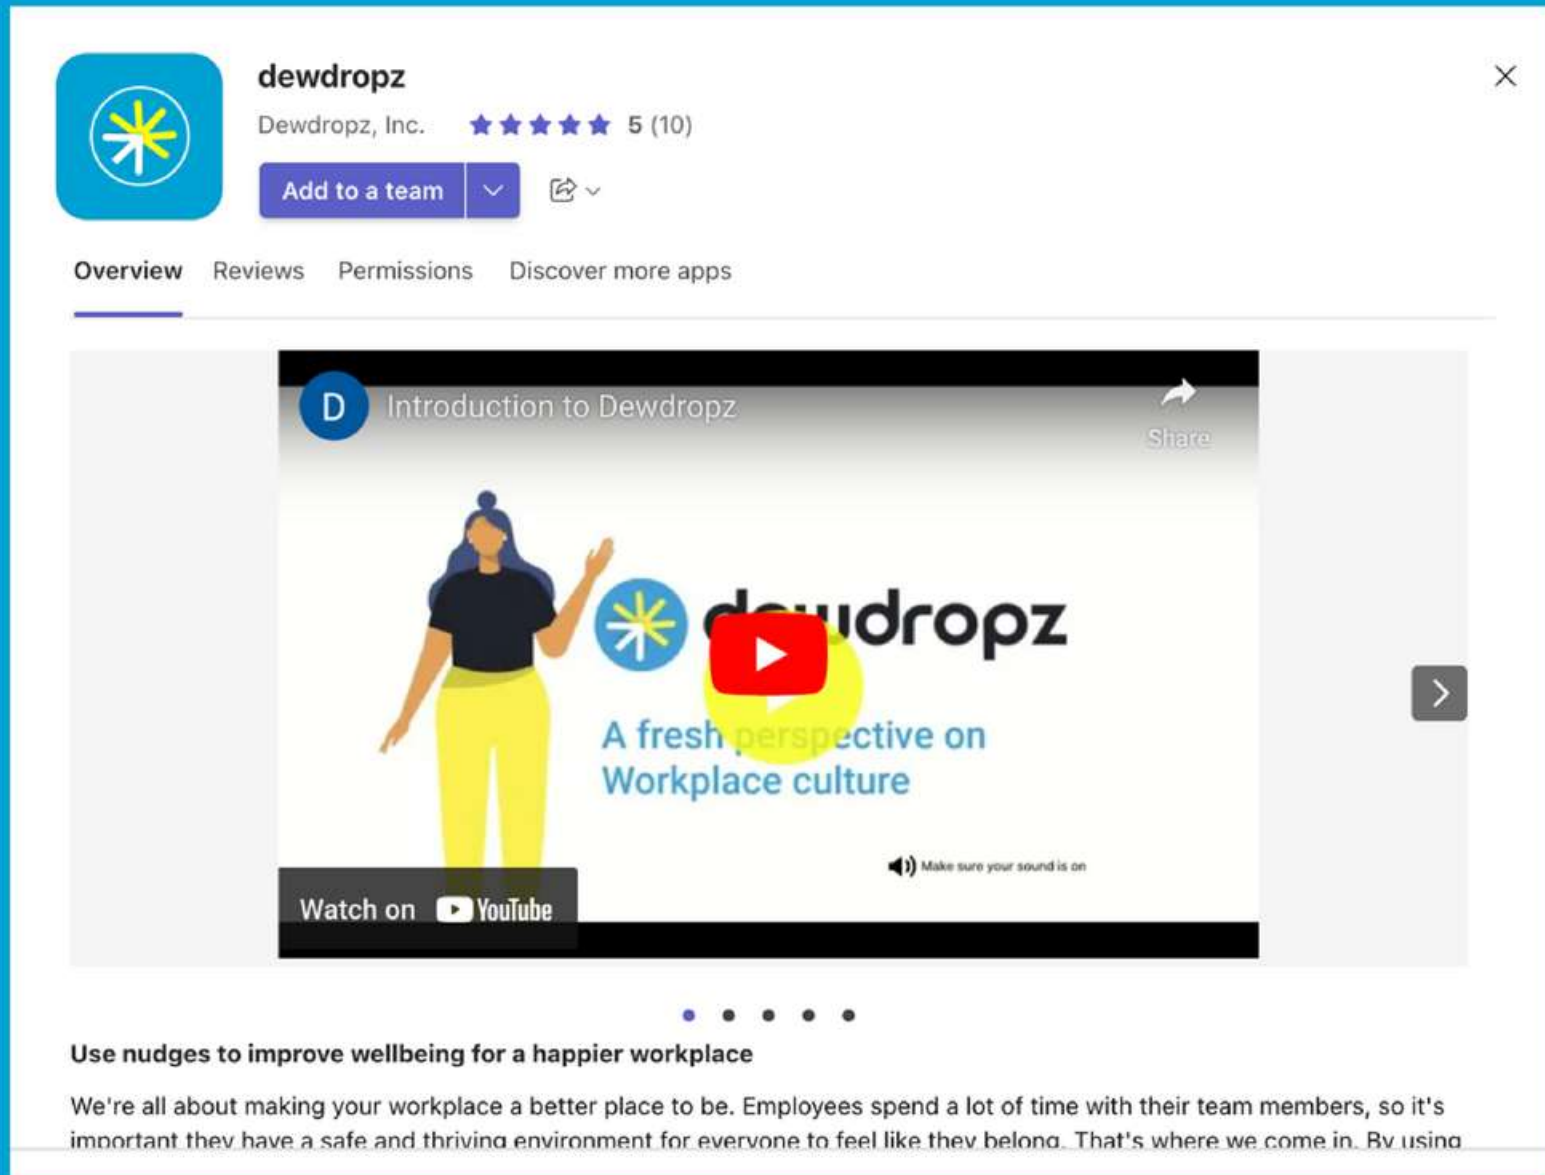 dewdropz
Dewdropz, Inc. 5 (10)
Add to a team
Overview Reviews Permissions Discover more apps
D Introduction to Dewdropz
Share
dewdropz
A fresh perspective on
Workplace culture
Make sure your sound is on
Watch on YouTube
Use nudges to improve wellbeing for a happier workplace
We're all about making your workplace a better place to be. Employees spend a lot of time with their team members, so it's
important they have a safe and thriving environment for everyone to feel like they belong. That's where we come in. By using